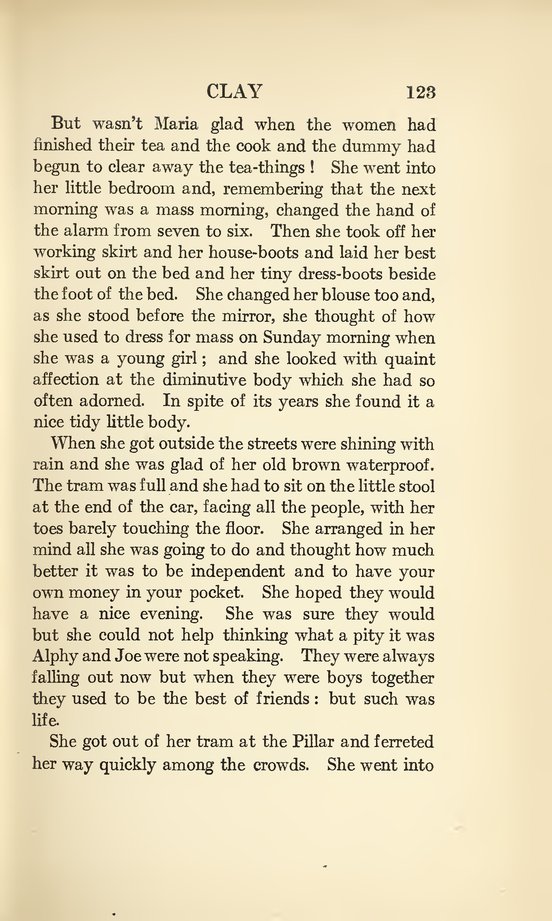 CLAY 123
But wasn't Maria glad when the women had
finished their tea and the cook and the dummy had
begun to clear away the tea-things ! She went into
her little bedroom and, remembering that the next
morning was a mass morning, changed the hand of
the alarm from seven to six. Then she took off her
working skirt and her house-boots and laid her best
skirt out on the bed and her tiny dress-boots beside
the foot of the bed. She changed her blouse too and,
as she stood before the mirror, she thought of how
she used to dress for mass on Sunday morning when
she was a young girl ; and she looked with quaint
affection at the diminutive body which she had so
often adorned. In spite of its years she found it a
nice tidy little body.
When she got outside the streets were shining with
rain and she was glad of her old brown waterproof.
The tram was full and she had to sit on the little stool
at the end of the car, facing all the people, with her
toes barely touching the floor. She arranged in her
mind all she was going to do and thought how much
better it was to be independent and to have your
own money in your pocket. She hoped they would
have a nice evening. She was sure they would
but she could not help thinking what a pity it was
Alphy and Joe were not speaking. They were always
falling out now but when they were boys together
they used to be the best of friends : but such was
life.
She got out of her tram at the Pillar and ferreted
her way quickly among the crowds. She went into